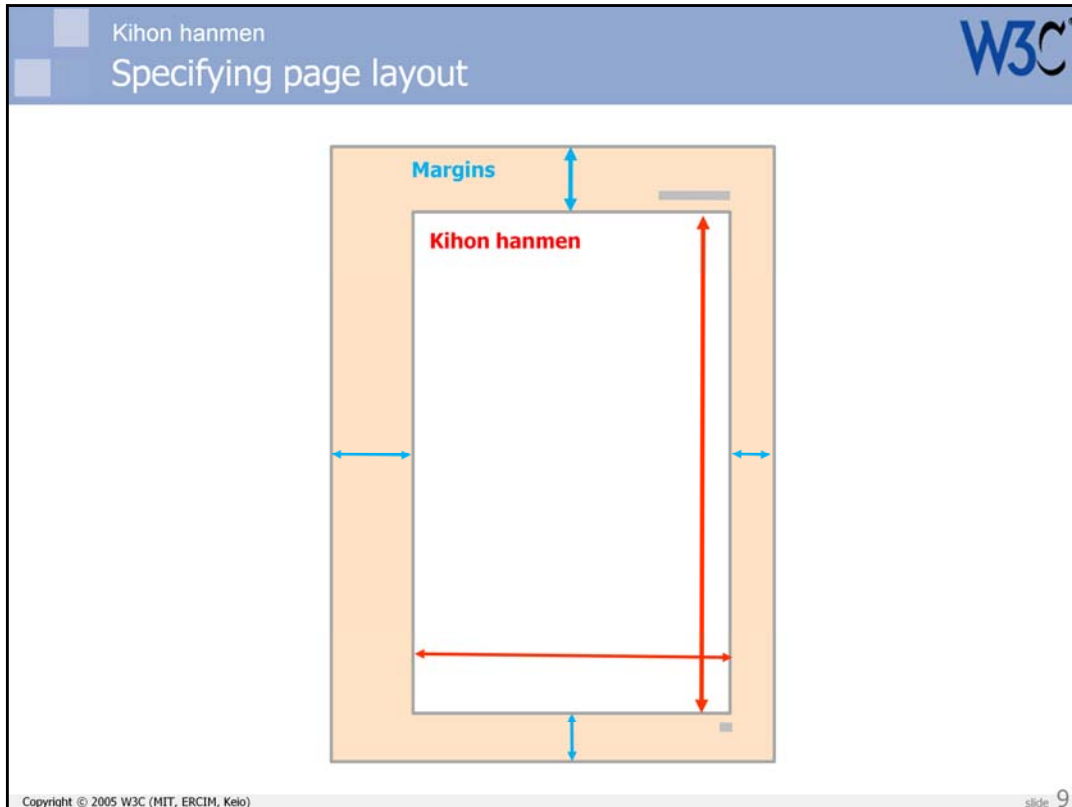 Kihon hanmen
Specifying page layout
W3C
Margins
Kihon hanmen
Copyright © 2005 W3C (MIT, ERCIM, Keio)
slide 9